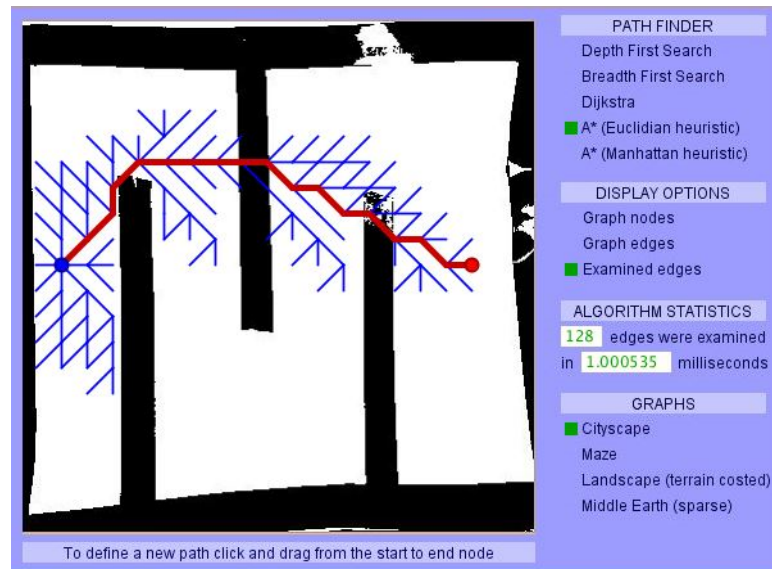 PATH FINDER
Depth First Search
Breadth First Search
Dijkstra
A* (Euclidian heuristic)
A* (Manhattan heuristic)
DISPLAY OPTIONS
Graph nodes
Graph edges
Examined edges
ALGORITHM STATISTICS
128 edges were examined
in 1.000535 milliseconds
GRAPHS
Cityscape
Maze
Landscape (terrain costed)
Middle Earth (sparse)
To define a new path click and drag from the start to end node